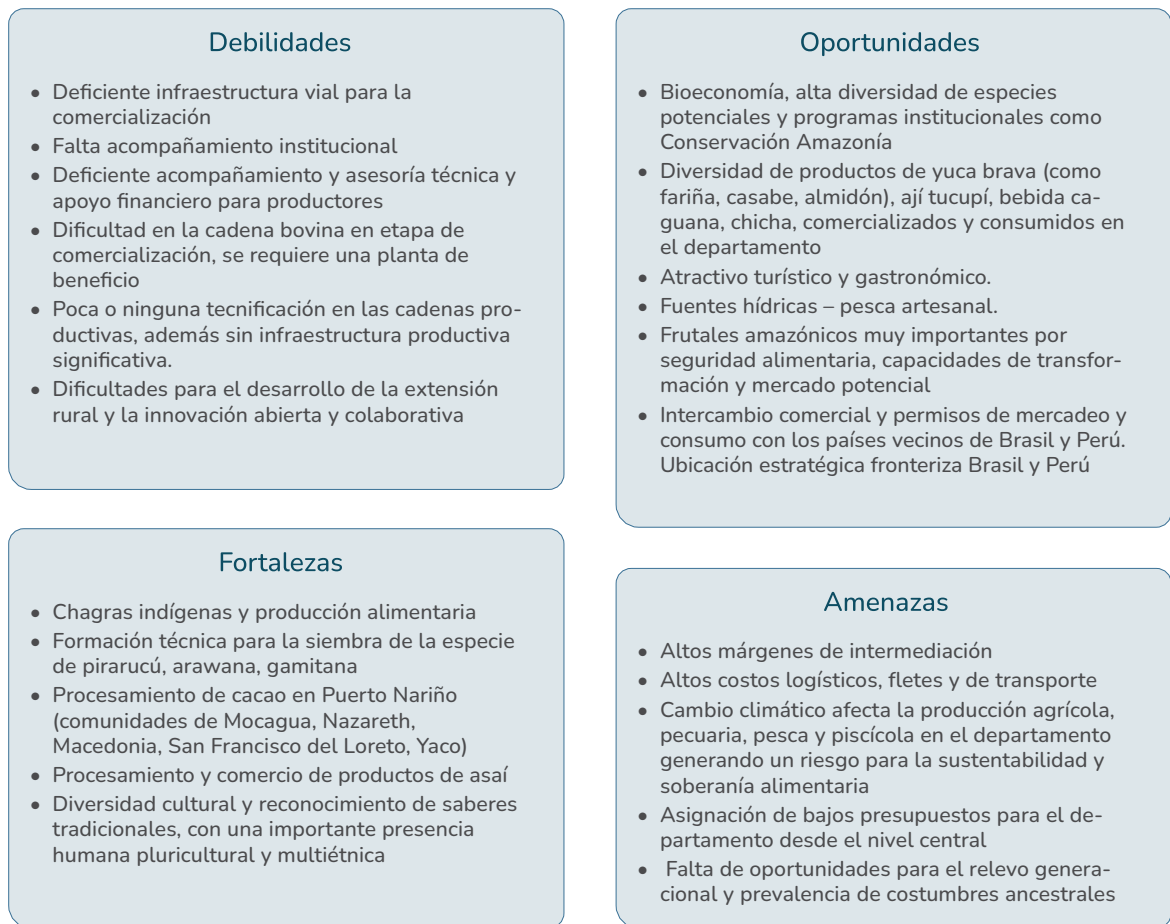 Debilidades
• Deficiente infraestructura vial para la
comercialización
• Falta acompañamiento institucional
• Deficiente acompañamiento y asesoría técnica y
apoyo financiero para productores
• Dificultad en la cadena bovina en etapa de
comercialización, se requiere una planta de
beneficio
• Poca o ninguna tecnificación en las cadenas pro-
ductivas, además sin infraestructura productiva
significativa.
• Dificultades para el desarrollo de la extensión
rural y la innovación abierta y colaborativa
Oportunidades
• Bioeconomía, alta diversidad de especies
potenciales y programas institucionales como
Conservación Amazonía
• Diversidad de productos de yuca brava (como
fariña, casabe, almidón), ají tucupí, bebida ca-
guana, chicha, comercializados y consumidos en
el departamento
• Atractivo turístico y gastronómico.
• Fuentes hídricas – pesca artesanal.
• Frutales amazónicos muy importantes por
seguridad alimentaria, capacidades de transfor-
mación y mercado potencial
• Intercambio comercial y permisos de mercadeo y
consumo con los países vecinos de Brasil y Perú.
Ubicación estratégica fronteriza Brasil y Perú
Fortalezas
• Chagras indígenas y producción alimentaria
• Formación técnica para la siembra de la especie
de pirarucú, arawana, gamitana
• Procesamiento de cacao en Puerto Nariño
(comunidades de Mocagua, Nazareth,
Macedonia, San Francisco del Loreto, Yaco)
• Procesamiento y comercio de productos de asaí
• Diversidad cultural y reconocimiento de saberes
tradicionales, con una importante presencia
humana pluricultural y multiétnica
Amenazas
• Altos márgenes de intermediación
• Altos costos logísticos, fletes y de transporte
• Cambio climático afecta la producción agrícola,
pecuaria, pesca y piscícola en el departamento
generando un riesgo para la sustentabilidad y
soberanía alimentaria
• Asignación de bajos presupuestos para el de-
partamento desde el nivel central
• Falta de oportunidades para el relevo genera-
cional y prevalencia de costumbres ancestrales